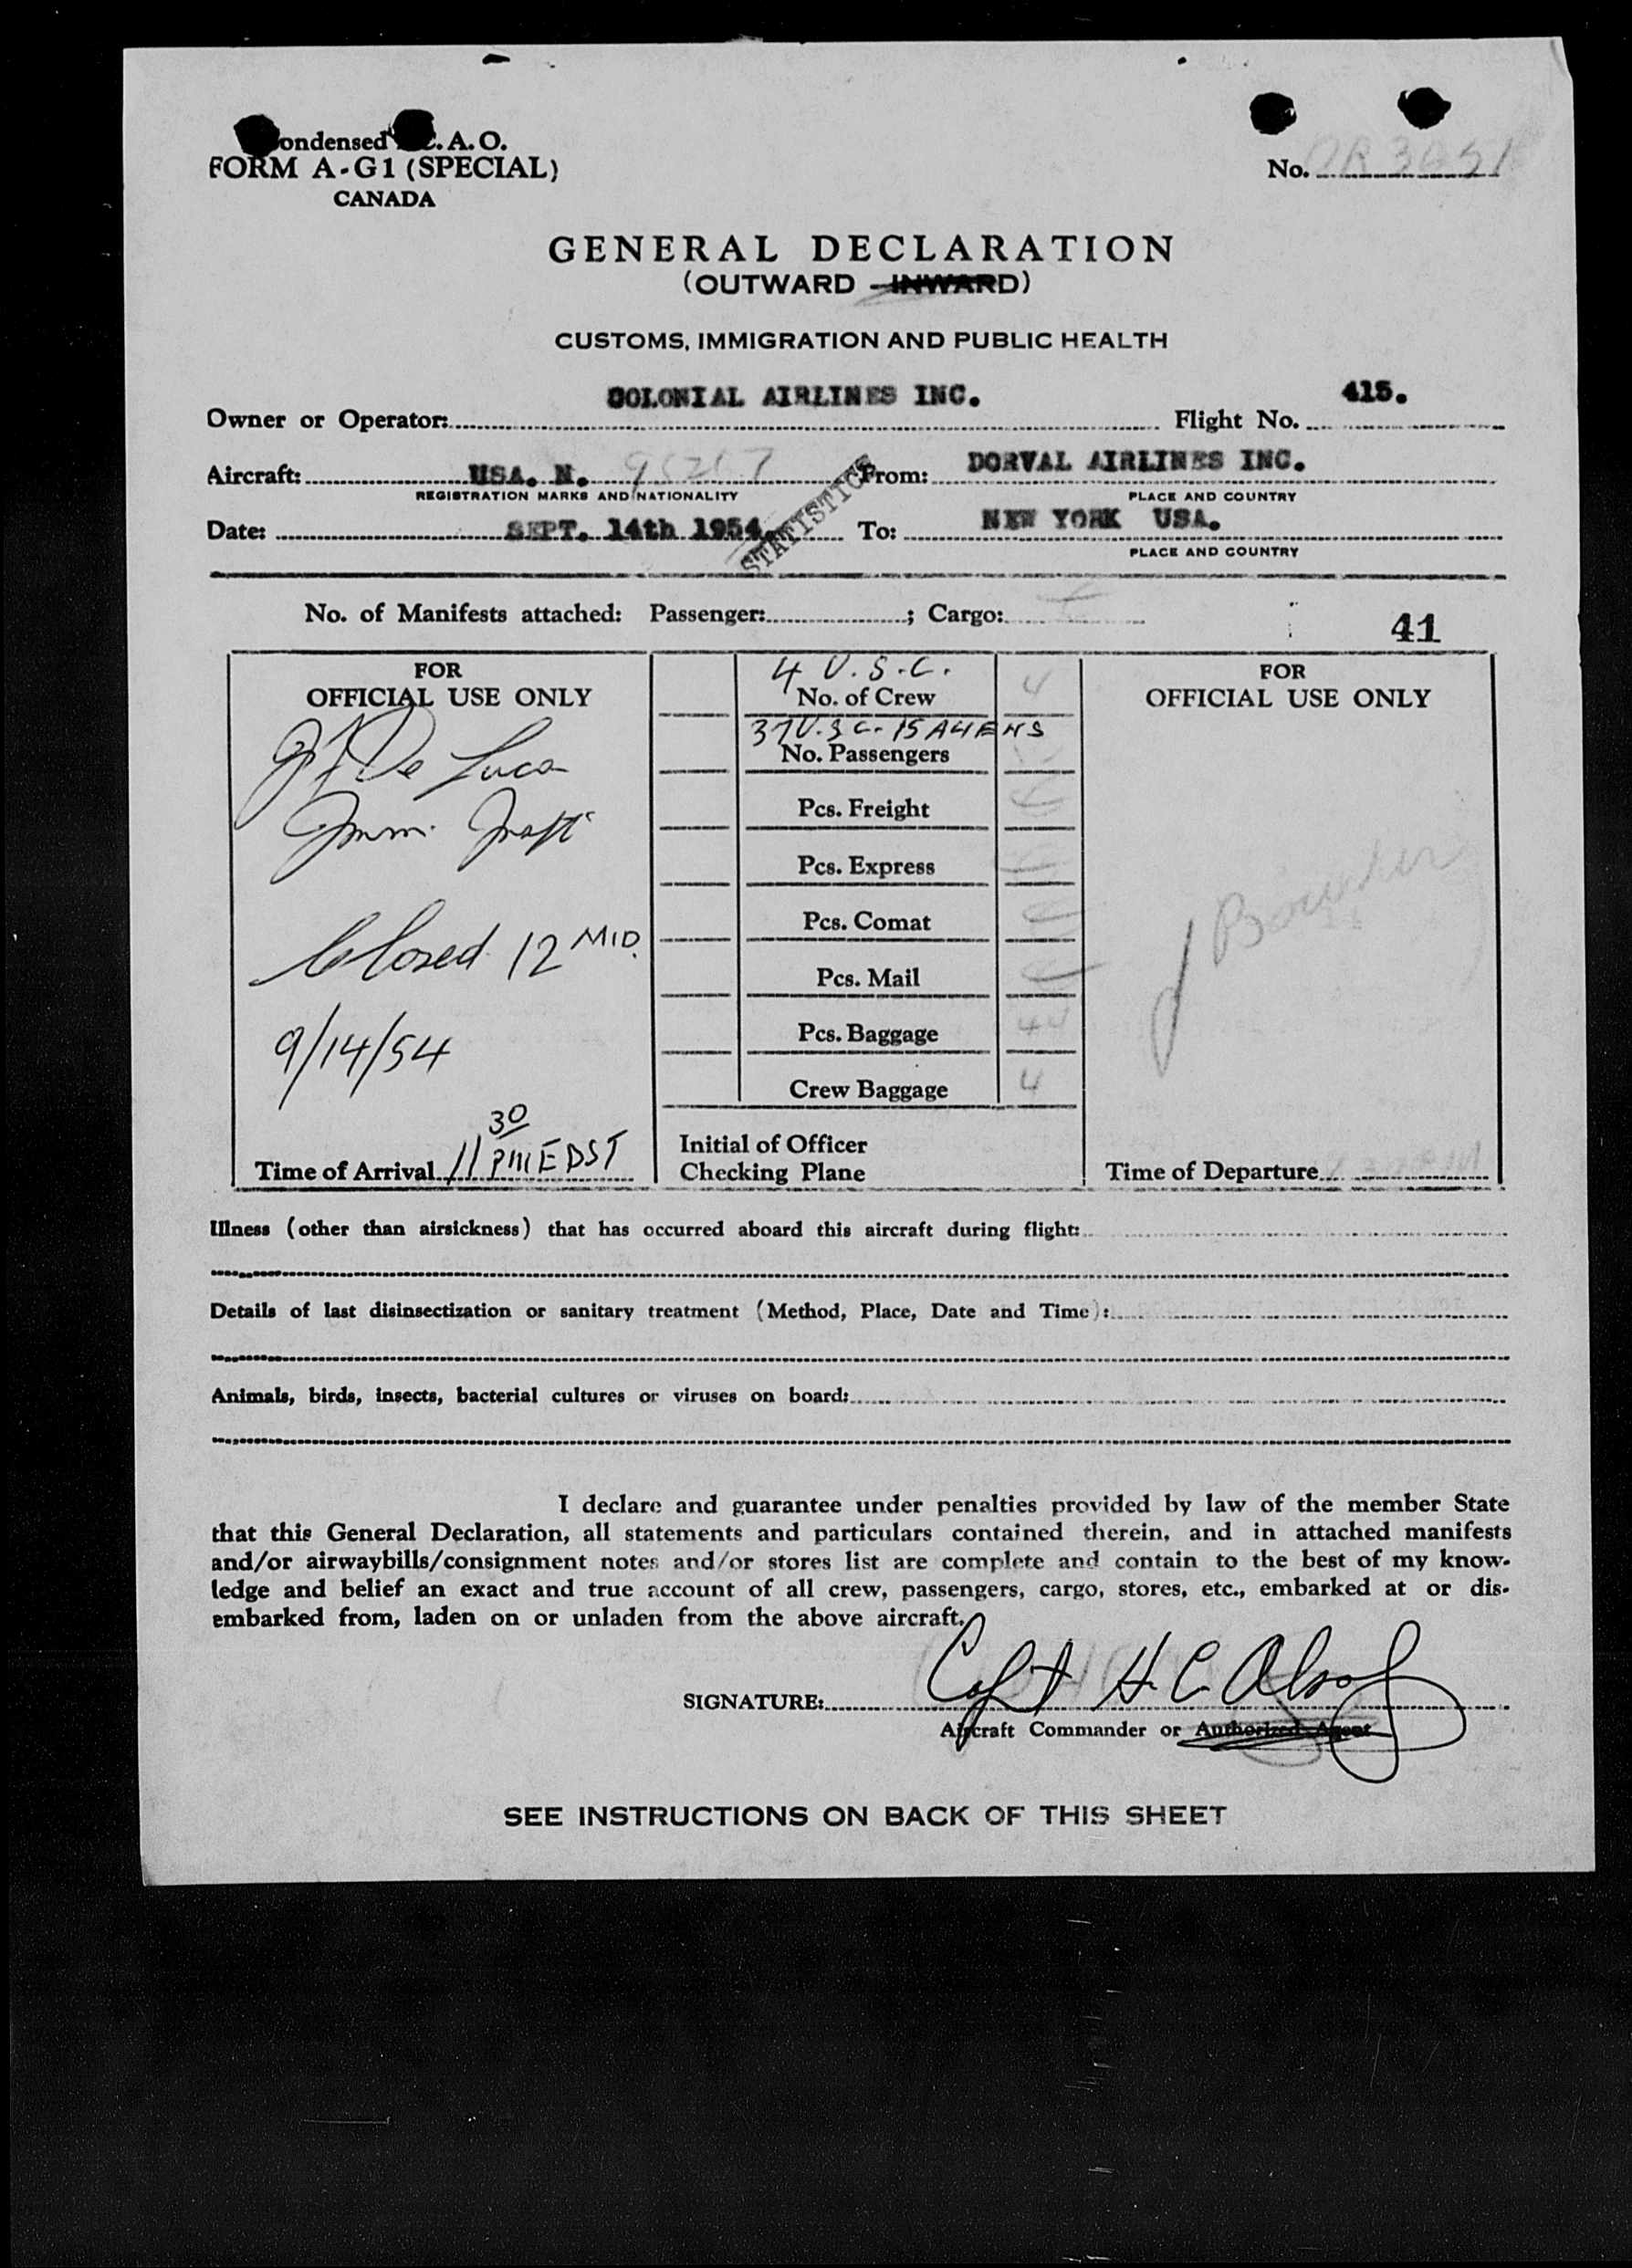 ondensed . A. O.
FORM A-G1 (SPECIAL)
CANADA
No.
GENERAL DECLARATION
(OUTWARD - INWARD)
CUSTOMS, IMMIGRATION AND PUBLIC HEALTH
Owner or Operator: COLONIAL AIRLINES INC. Flight No. 415.
Aircraft: USA. N. From: DORVAL AIRLINES INC.
REGISTRATION MARKS AND NATIONALITY PLACE AND COUNTRY
STATISTICS
Date: SEPT. 14th 1954. To: NEW YORK USA.
PLACE AND COUNTRY
No. of Manifests attached: Passenger: ; Cargo:
41
FOR
OFFICIAL USE ONLY
De Luca
Imm.
Closed 12 MID.
9/14/54
Time of Arrival 11 30 PM EDST
4 U.S.C.
No. of Crew 4
37 U.S.C. 15 ALIENS
No. Passengers
Pcs. Freight
Pcs. Express
Pcs. Comat
Pcs. Mail
Pcs. Baggage 44
Crew Baggage 4
Initial of Officer
Checking Plane
FOR
OFFICIAL USE ONLY
Time of Departure
Illness (other than airsickness) that has occurred aboard this aircraft during flight:
Details of last disinsectization or sanitary treatment (Method, Place, Date and Time):
Animals, birds, insects, bacterial cultures or viruses on board:
I declare and guarantee under penalties provided by law of the member State
that this General Declaration, all statements and particulars contained therein, and in attached manifests
and/or airwaybills/consignment notes and/or stores list are complete and contain to the best of my know-
ledge and belief an exact and true account of all crew, passengers, cargo, stores, etc., embarked at or dis-
embarked from, laden on or unladen from the above aircraft.
SIGNATURE: Capt H. C.
Aircraft Commander or Authorized Agent
SEE INSTRUCTIONS ON BACK OF THIS SHEET